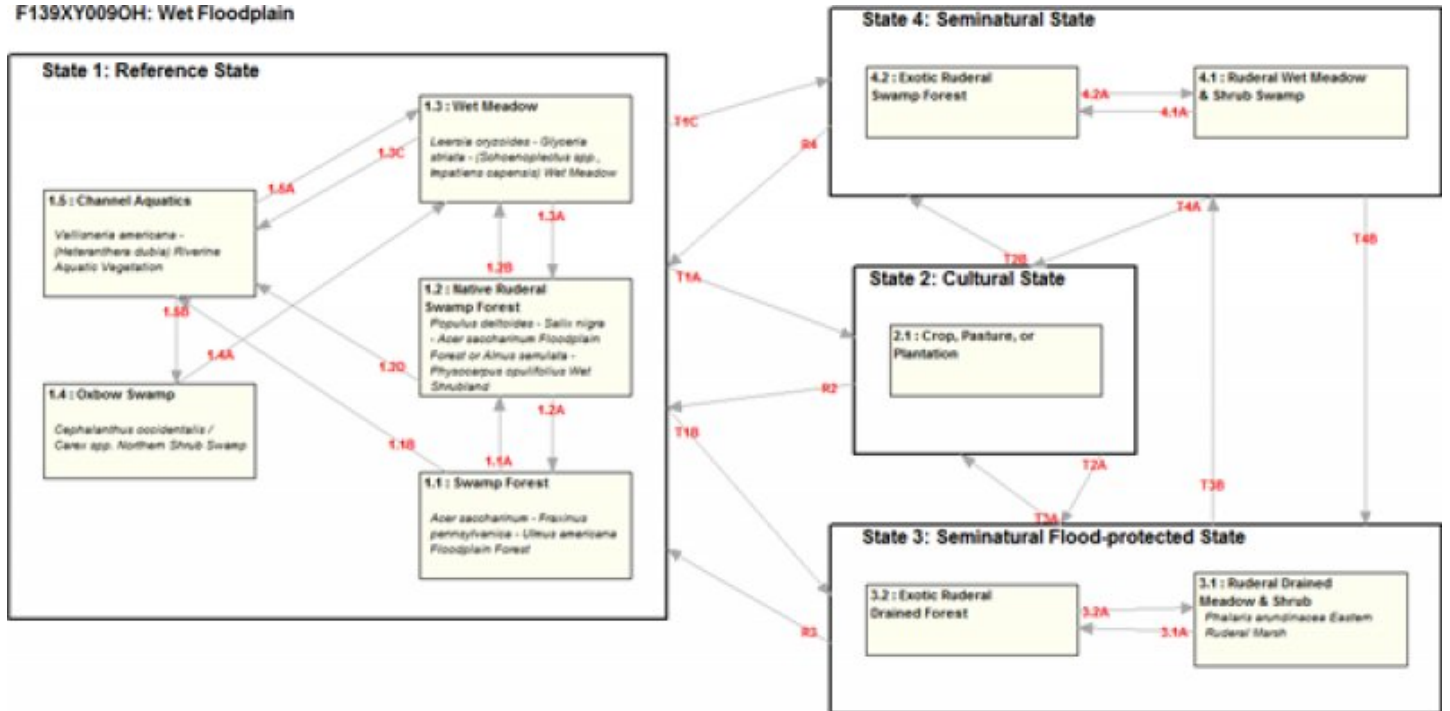 F139XY009OH: Wet Floodplain
State 1: Reference State
1.3 : Wet Meadow
Leersia oryzoides - Glyceria
striata - (Schoenoplectus spp.,
Impatiens capensis) Wet Meadow
1.5 : Channel Aquatics
Vallisneria americana -
(Heteranthera dubia) Riverine
Aquatic Vegetation
1.2 : Native Ruderal
Swamp Forest
Populus deltoides - Salix nigra
- Acer saccharinum Floodplain
Forest or Alnus serrulata -
Physocarpus opulifolius Wet
Shrubland
1.4 : Oxbow Swamp
Cephalanthus occidentalis /
Carex spp. Northern Shrub Swamp
1.1 : Swamp Forest
Acer saccharinum - Fraxinus
pennsylvanica - Ulmus americana
Floodplain Forest
1.3C
1.5A
1.3A
1.2B
1.5B
1.4A
1.2A
1.1B
1.1A
T1C
R4
T1A
R2
T1B
R3
State 4: Seminatural State
4.2 : Exotic Ruderal
Swamp Forest
4.2A
4.1A
4.1 : Ruderal Wet Meadow
& Shrub Swamp
T4A
T2B
T4B
State 2: Cultural State
2.1 : Crop, Pasture, or
Plantation
T2A
T3B
T3A
State 3: Seminatural Flood-protected State
3.2 : Exotic Ruderal
Drained Forest
3.2A
3.1A
3.1 : Ruderal Drained
Meadow & Shrub
Phalaris arundinacea Eastern
Ruderal Marsh